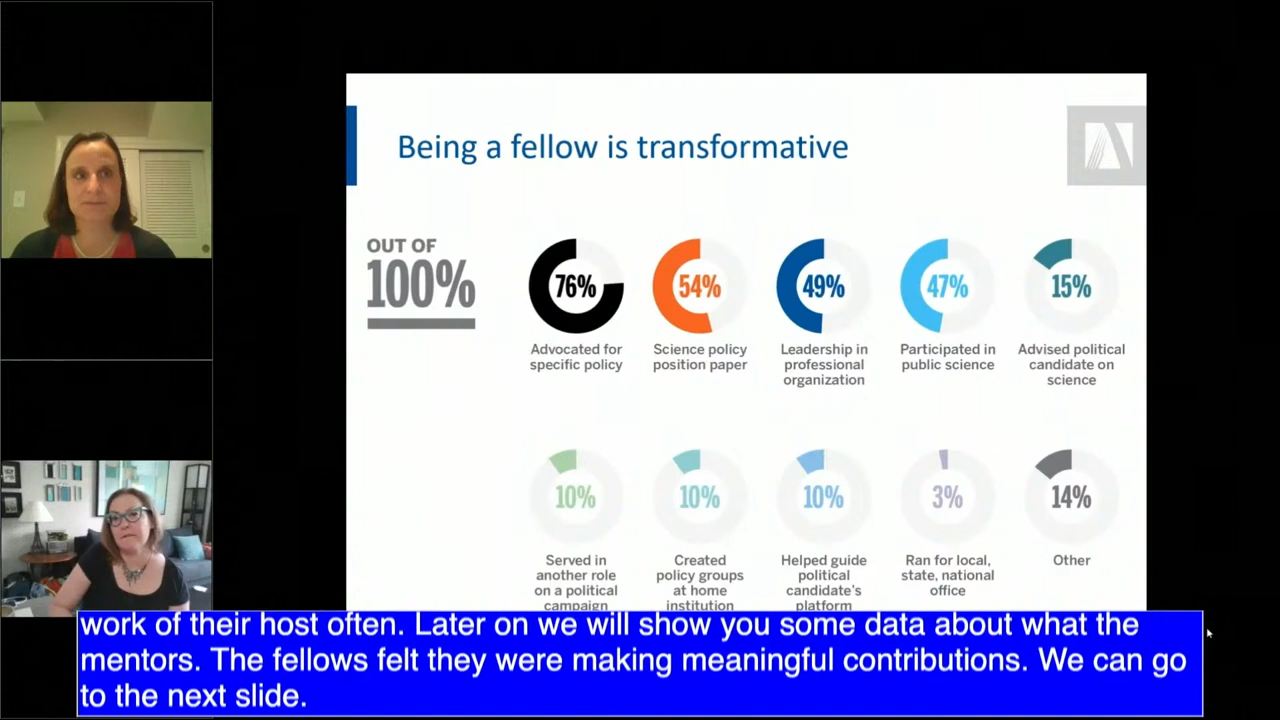 Being a fellow is transformative
OUT OF
100%
76%
54%
49%
47%
15%
Advocated for
specific policy
Science policy
position paper
Leadership in
professional
organization
Participated in
public science
Advised political
candidate on
science
10%
10%
10%
3%
14%
Served in
another role
on a political
campaign
Created
policy groups
at home
institution
Helped guide
political
candidate's
platform
Ran for local,
state, national
office
Other
work of their host often. Later on we will show you some data about what the
mentors. The fellows felt they were making meaningful contributions. We can go
to the next slide.